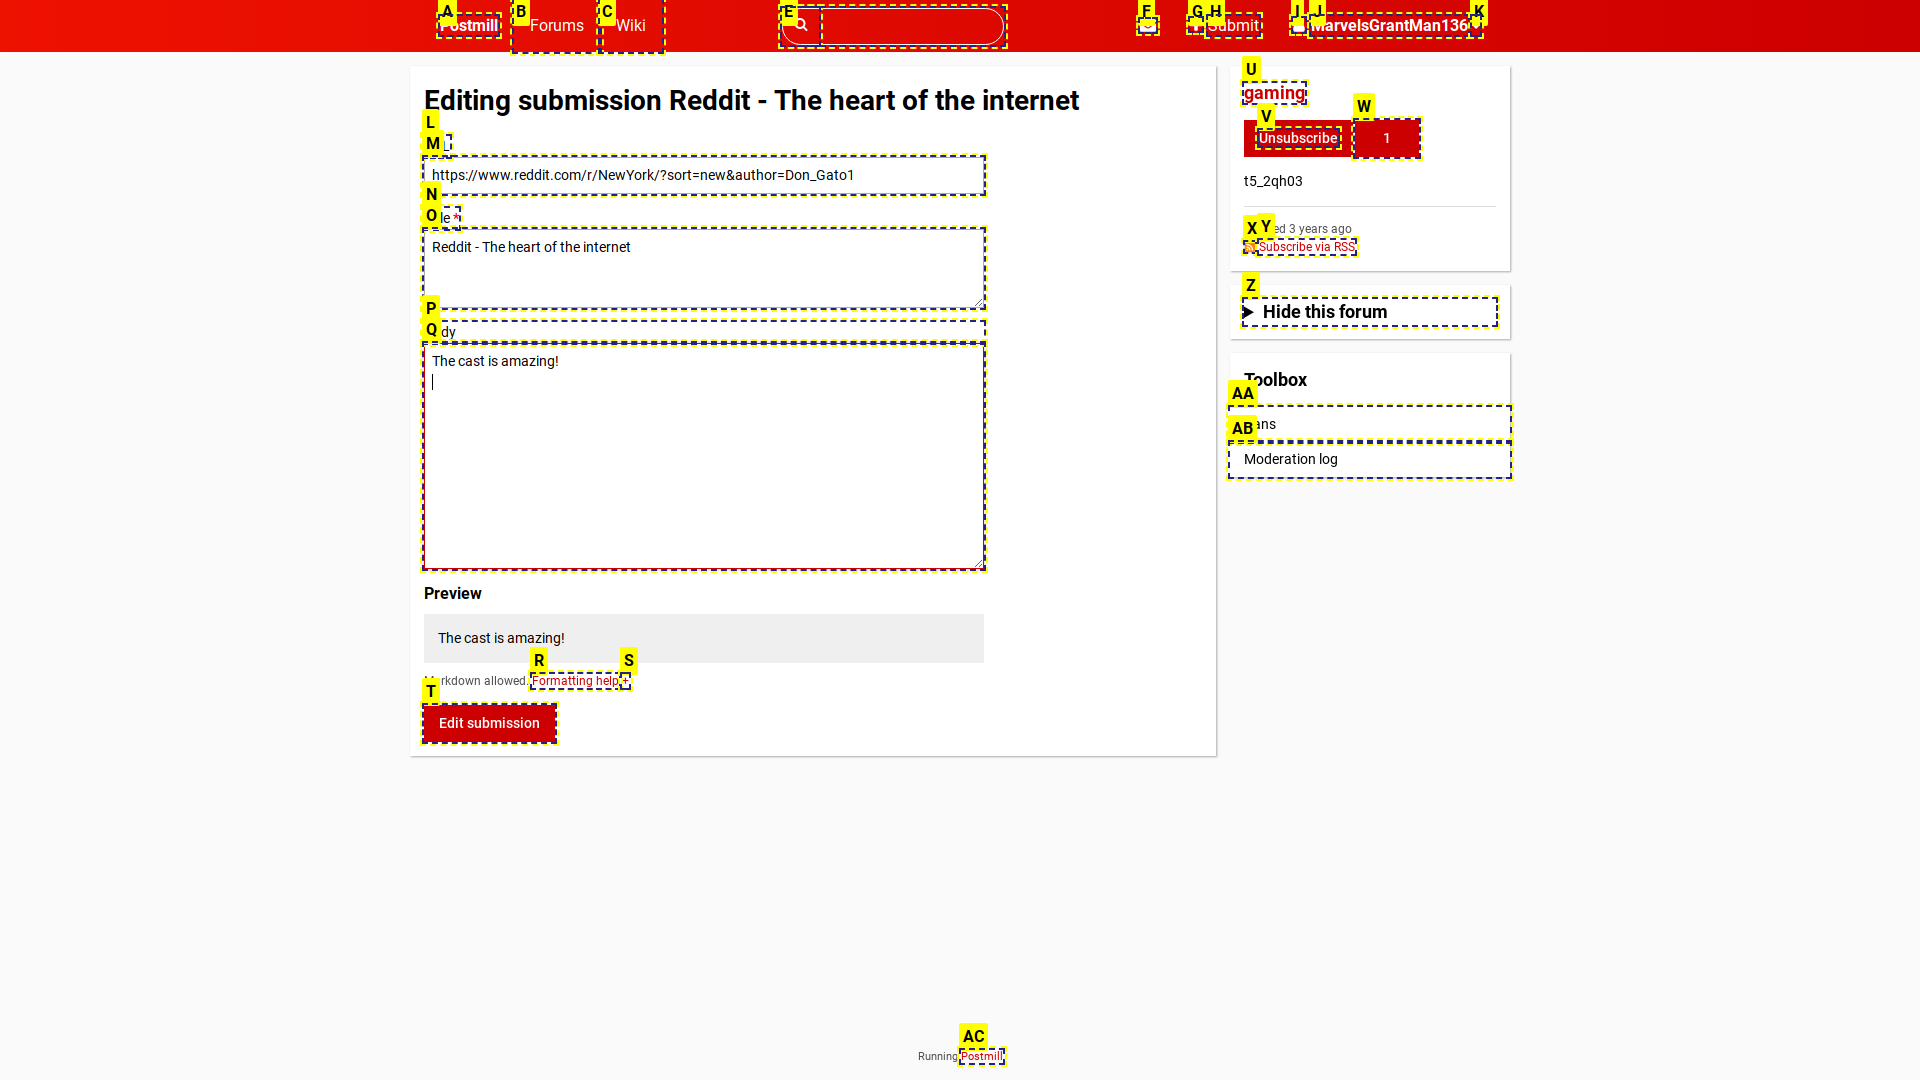 A
B
C
E
F
G
H
I
J
K
Postmill
Forums
Wiki
Submit
MarvelsGrantMan136
Editing submission Reddit - The heart of the internet
L
M
https://www.reddit.com/r/NewYork/?sort=new&author=Don_Gato1
N
O
le *
Reddit - The heart of the internet
P
Q
dy
The cast is amazing!
Preview
The cast is amazing!
R
S
rkdown allowed. Formatting help +
T
Edit submission
U
gaming
V
W
Unsubscribe
1
t5_2qh03
X
Y
ed 3 years ago
Subscribe via RSS
Z
Hide this forum
Toolbox
AA
ans
AB
Moderation log
AC
Running Postmill